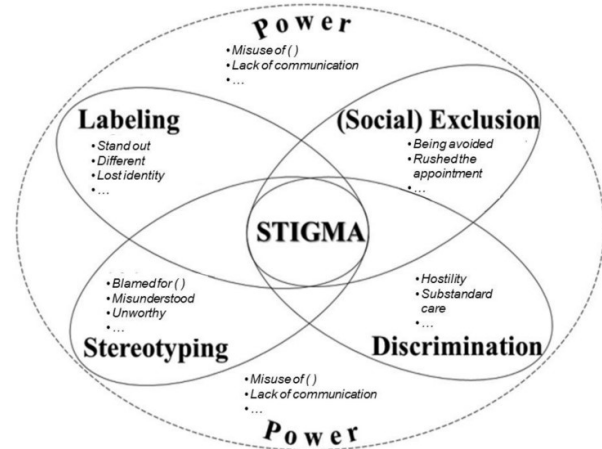 Power
• Misuse of ( )
• Lack of communication
• ...
Labeling
• Stand out
• Different
• Lost identity
• ...
(Social) Exclusion
• Being avoided
• Rushed the
appointment
• ...
STIGMA
• Blamed for ( )
• Misunderstood
• Unworthy
• ...
Stereotyping
• Hostility
• Substandard
care
• ...
Discrimination
• Misuse of ( )
• Lack of communication
• ...
Power